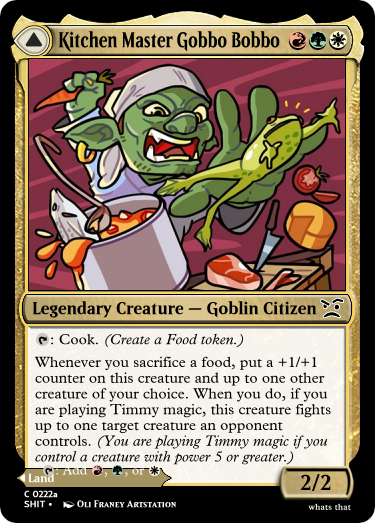 Kitchen Master Gobbo Bobbo
Legendary Creature — Goblin Citizen
: Cook. (Create a Food token.)
Whenever you sacrifice a food, put a +1/+1
counter on this creature and up to one other
creature of your choice. When you do, if you
are playing Timmy magic, this creature fights
up to one target creature an opponent
controls. (You are playing Timmy magic if you
control a creature with power 5 or greater.)
: Add , , or
Land
2/2
C 0222a
SHIT • Oli Franey Artstation
whats that